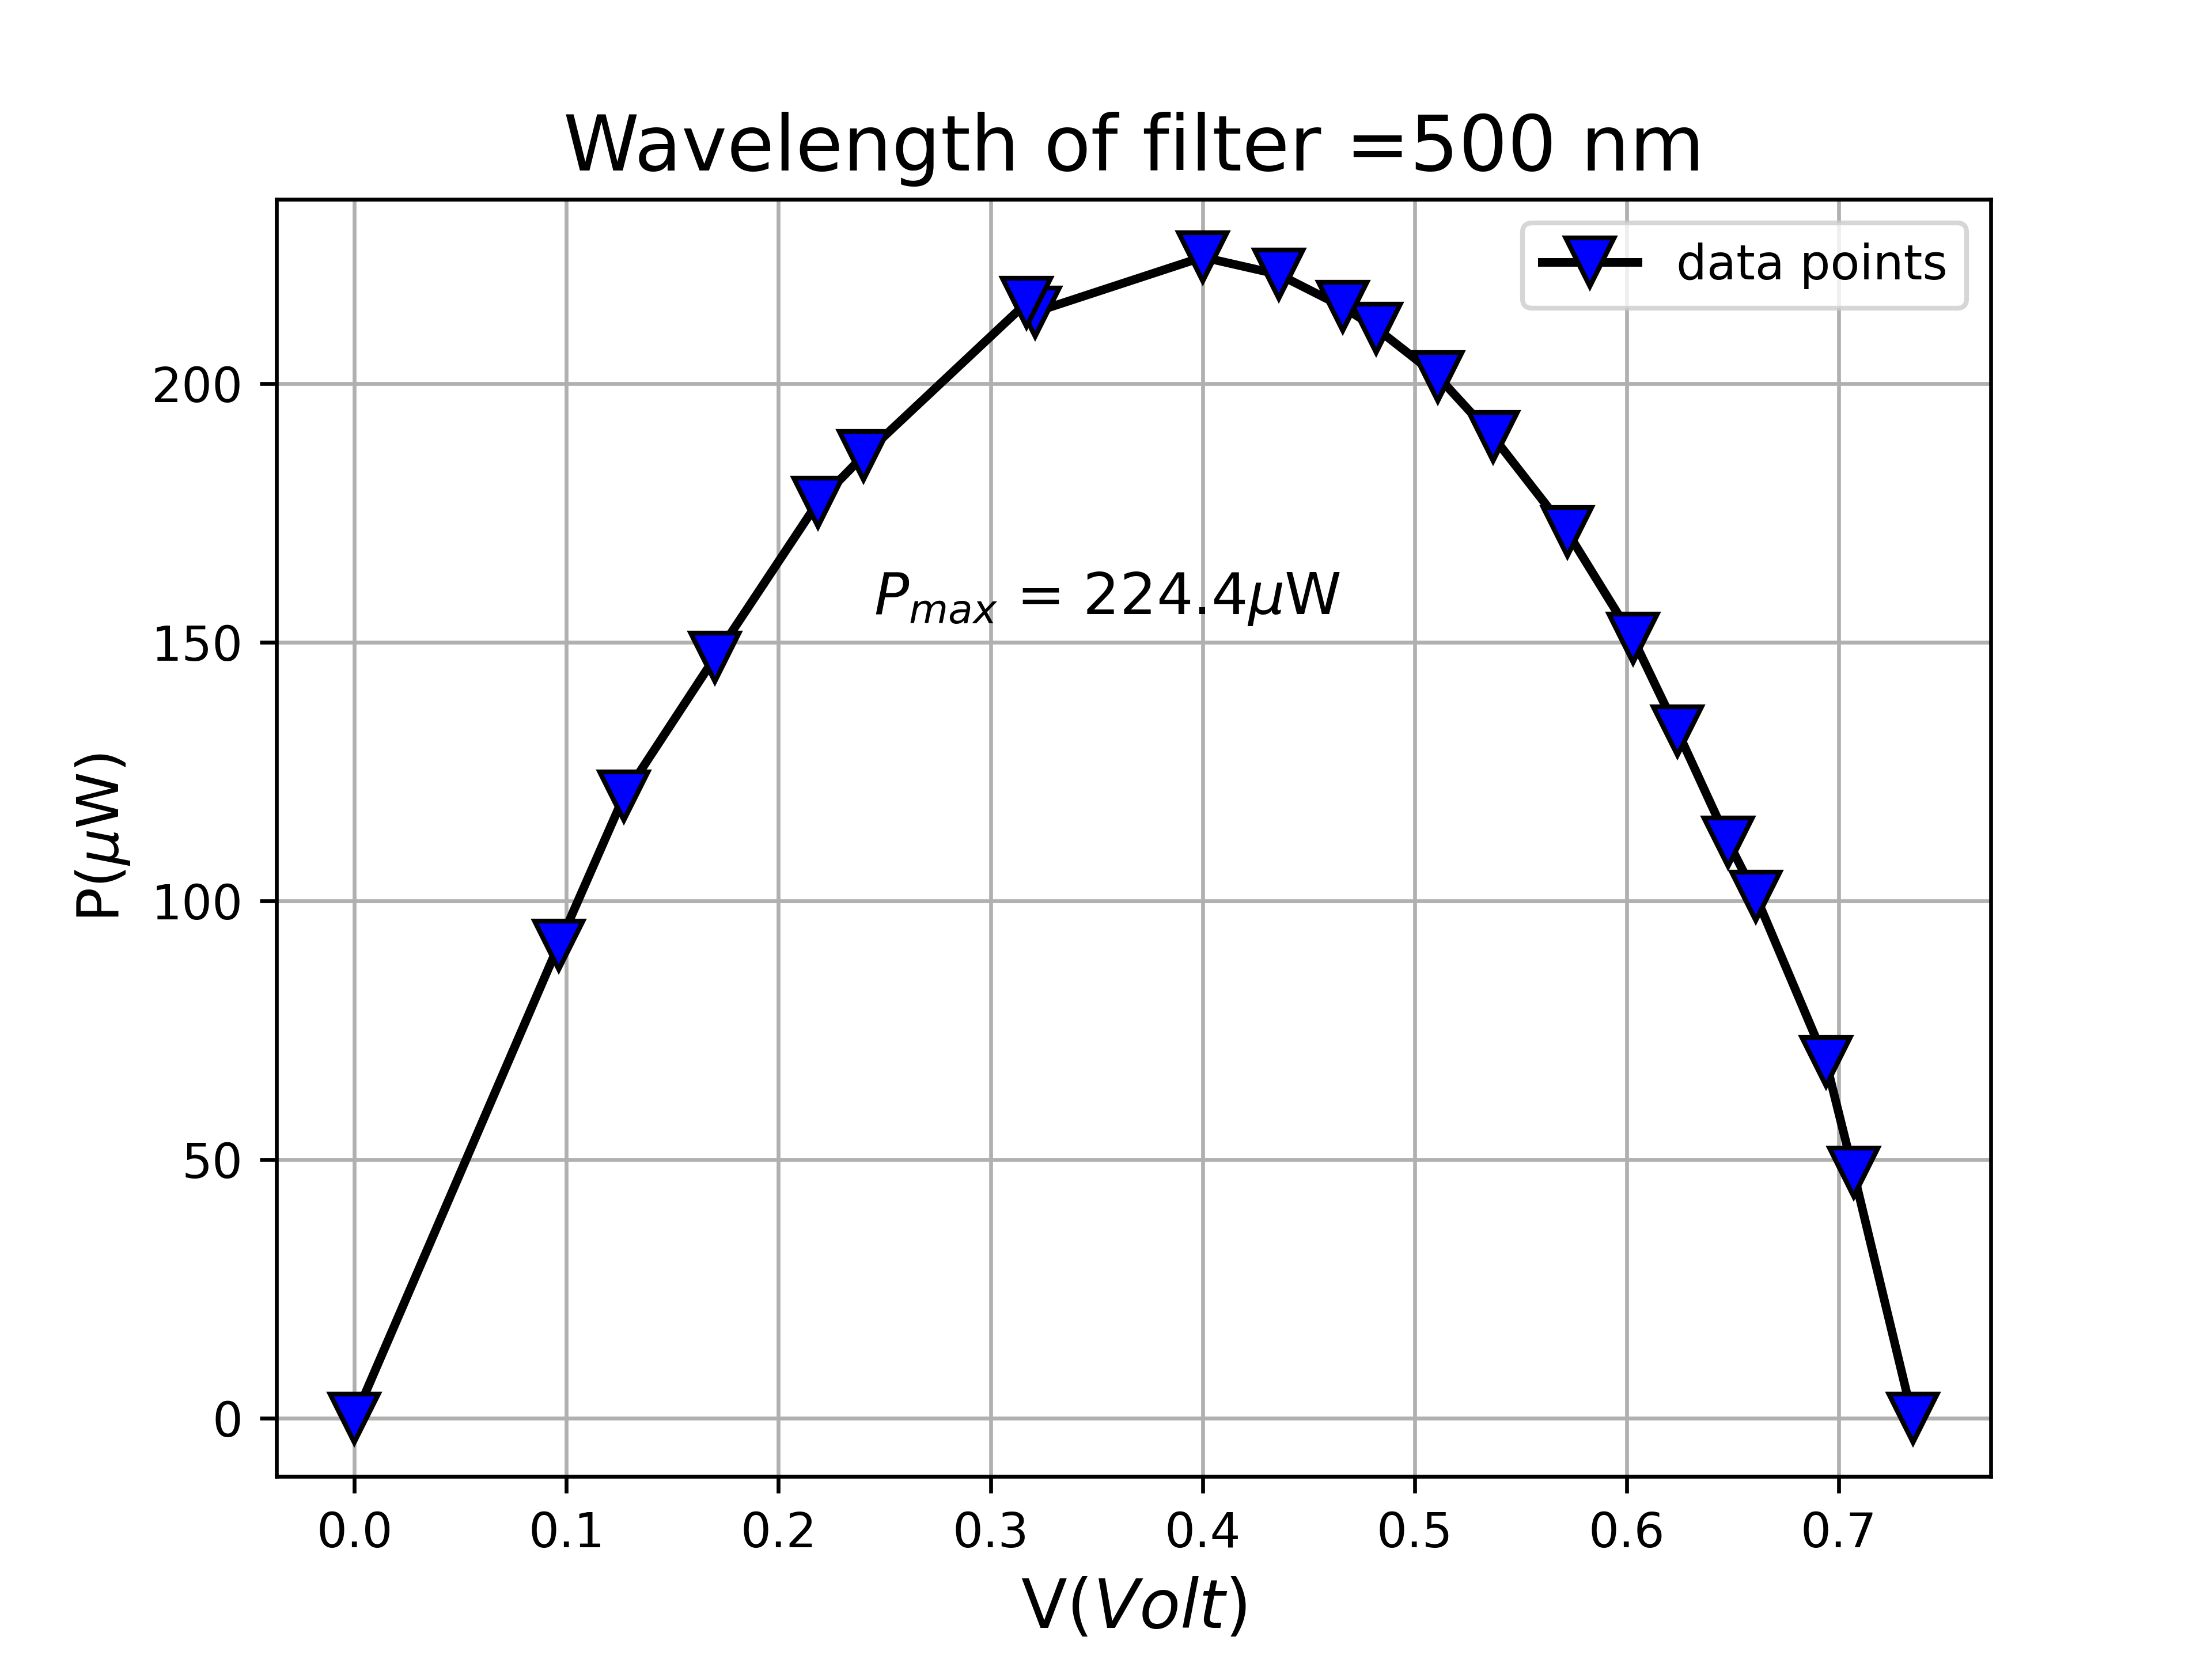 Wavelength of filter =500 nm
data points
200
150
100
50
0
P(μW)
P_max = 224.4μW
0.0 0.1 0.2 0.3 0.4 0.5 0.6 0.7
V(Volt)